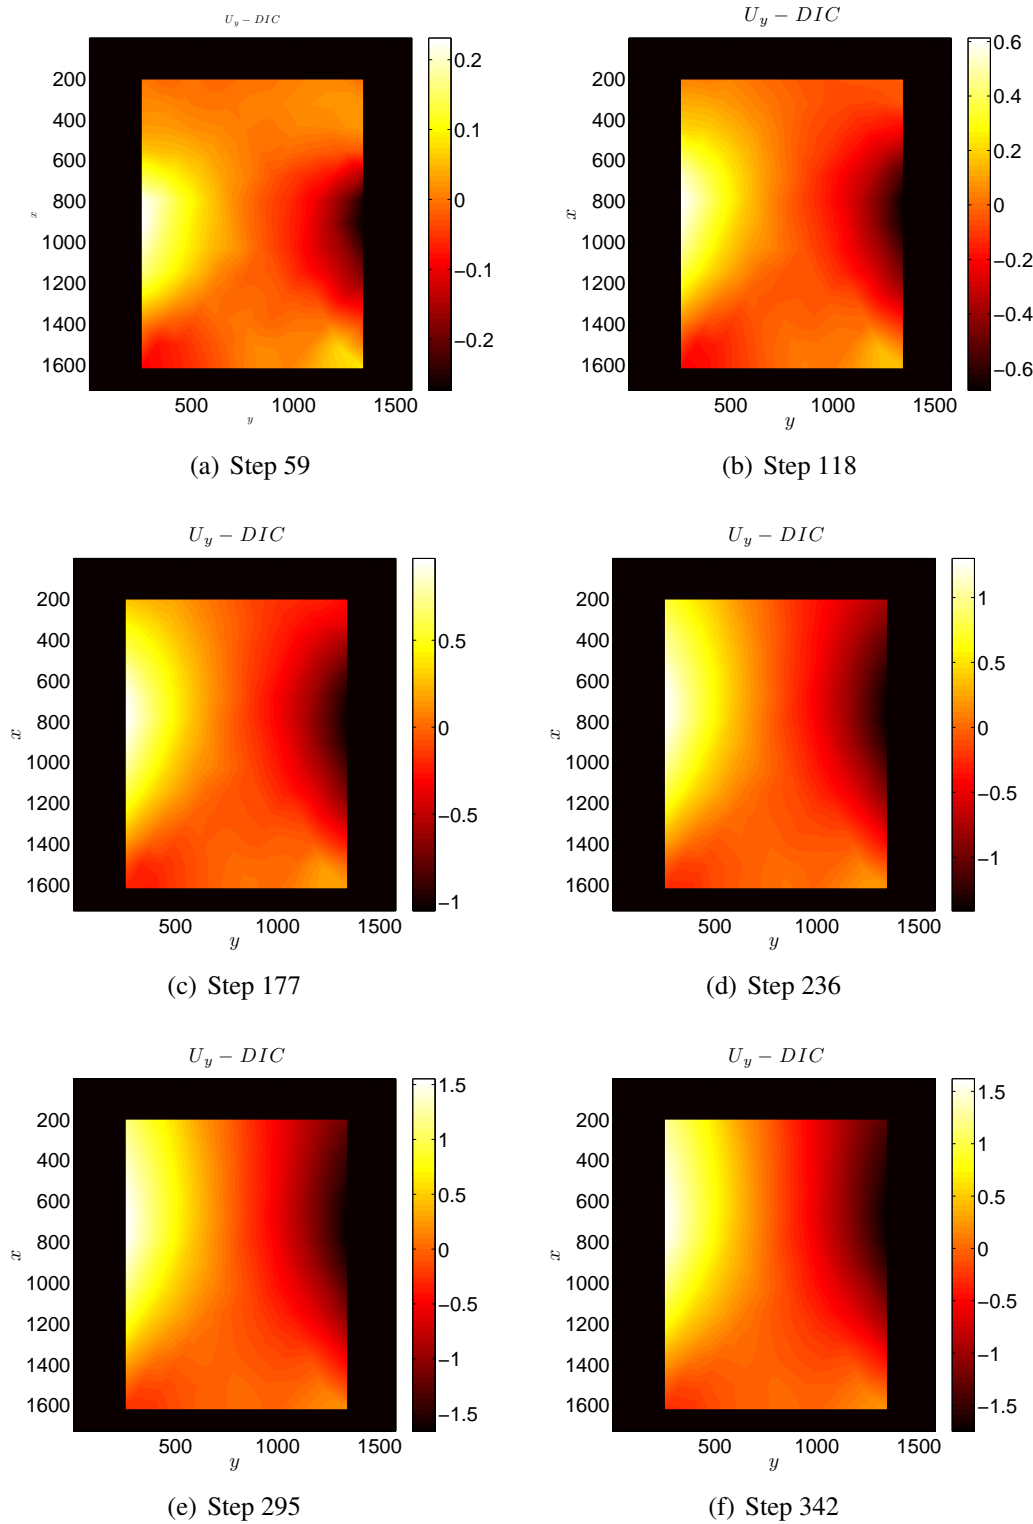 U_y − DIC
U_y − DIC
200
400
600
800
1000
1200
1400
1600
x
500 1000 1500
y
0.2
0.1
0
−0.1
−0.2
200
400
600
800
1000
1200
1400
1600
x
500 1000 1500
y
0.6
0.4
0.2
0
−0.2
−0.4
−0.6
(a) Step 59
(b) Step 118
U_y − DIC
U_y − DIC
200
400
600
800
1000
1200
1400
1600
x
500 1000 1500
y
0.5
0
−0.5
−1
200
400
600
800
1000
1200
1400
1600
x
500 1000 1500
y
1
0.5
0
−0.5
−1
(c) Step 177
(d) Step 236
U_y − DIC
U_y − DIC
200
400
600
800
1000
1200
1400
1600
x
500 1000 1500
y
1.5
1
0.5
0
−0.5
−1
−1.5
200
400
600
800
1000
1200
1400
1600
x
500 1000 1500
y
1.5
1
0.5
0
−0.5
−1
−1.5
(e) Step 295
(f) Step 342